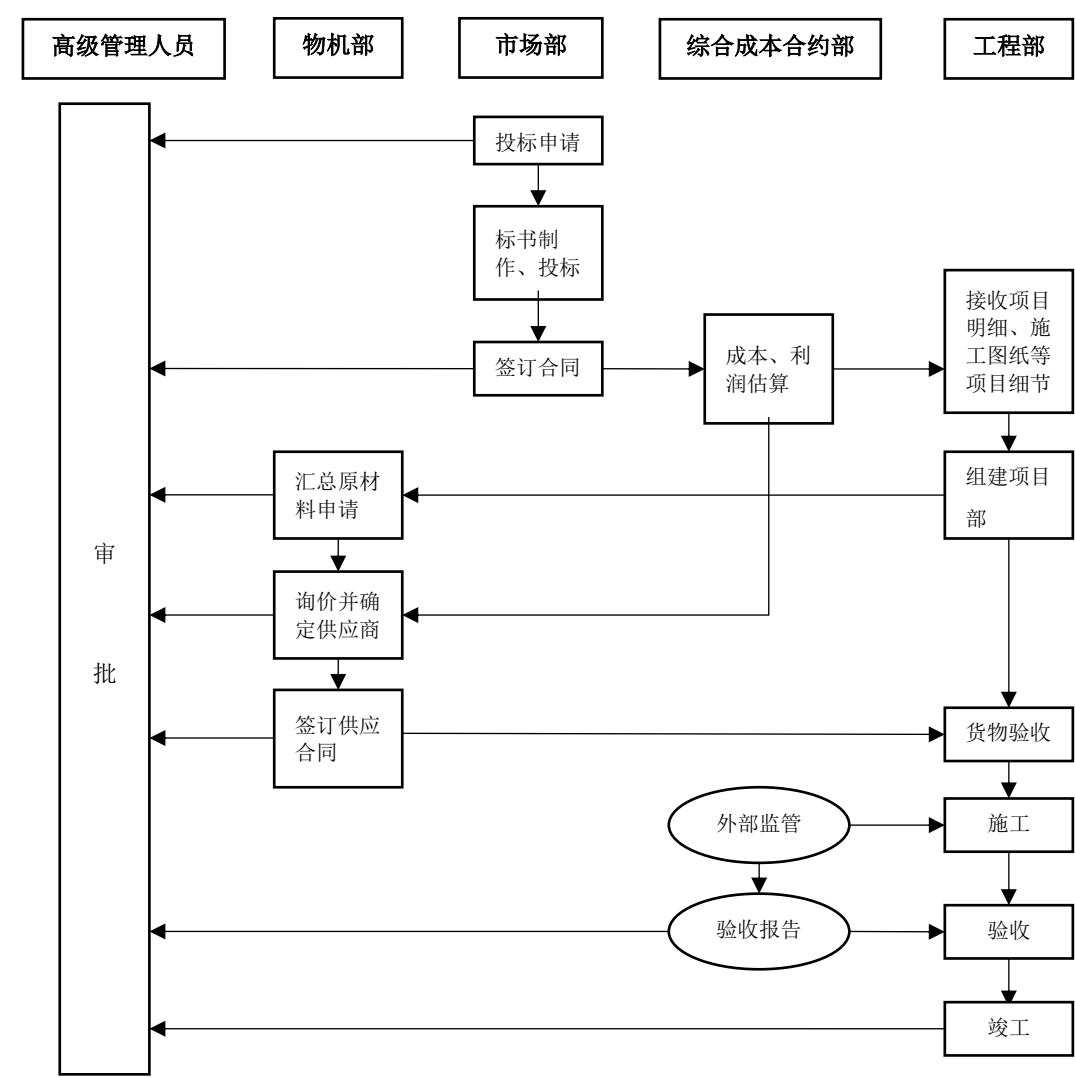 高级管理人员
物机部
市场部
综合成本合约部
工程部
投标申请
标书制
作、投标
签订合同
成本、利
润估算
接收项目
明细、施
工图纸等
项目细节
汇总原材
料申请
组建项目
部
审
批
询价并确
定供应商
签订供应
合同
货物验收
外部监管
施工
验收报告
验收
竣工